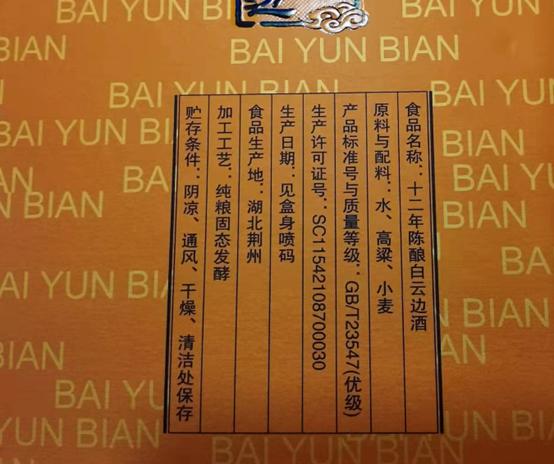 BAI YUN BIAN
BAI YUN BIAN
BAI YUN BIAN
食品名称：十二年陈酿白云边酒
原料与配料：水、高粱、小麦
产品标准号与质量等级：GB/T23547(优级)
生产许可证号：SC11542108700030
生产日期：见盒身喷码
食品生产地：湖北荆州
加工工艺：纯粮固态发酵
贮存条件：阴凉、通风、干燥、清洁处保存
BAI YUN BIAN
BAI YUN BIAN